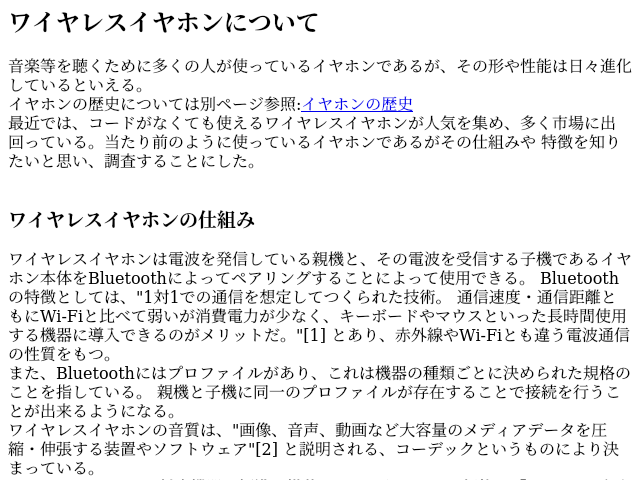 ワイヤレスイヤホンについて
音楽等を聴くために多くの人が使っているイヤホンであるが、その形や性能は日々進化
しているといえる。
イヤホンの歴史については別ページ参照:イヤホンの歴史
最近では、コードがなくても使えるワイヤレスイヤホンが人気を集め、多く市場に出
回っている。当たり前のように使っているイヤホンであるがその仕組みや 特徴を知り
たいと思い、調査することにした。
ワイヤレスイヤホンの仕組み
ワイヤレスイヤホンは電波を発信している親機と、その電波を受信する子機であるイヤ
ホン本体をBluetoothによってペアリングすることによって使用できる。 Bluetooth
の特徴としては、"1対1での通信を想定してつくられた技術。 通信速度・通信距離と
もにWi-Fiと比べて弱いが消費電力が少なく、キーボードやマウスといった長時間使用
する機器に導入できるのがメリットだ。"[1] とあり、赤外線やWi-Fiとも違う電波通信
の性質をもつ。
また、Bluetoothにはプロファイルがあり、これは機器の種類ごとに決められた規格の
ことを指している。 親機と子機に同一のプロファイルが存在することで接続を行うこ
とが出来るようになる。
ワイヤレスイヤホンの音質は、"画像、音声、動画など大容量のメディアデータを圧
縮・伸張する装置やソフトウェア"[2] と説明される、コーデックというものにより決
まっている。